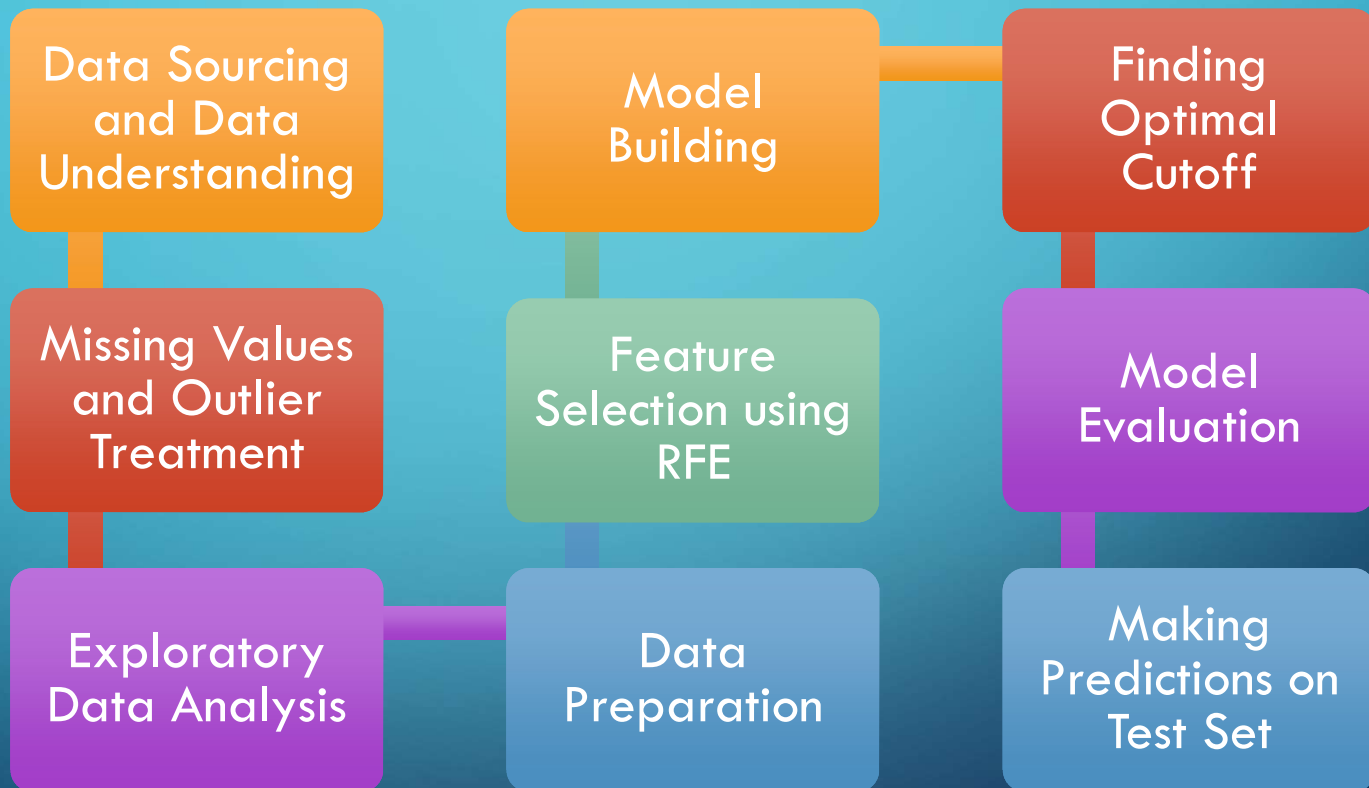 Data Sourcing
and Data
Understanding
Missing Values
and Outlier
Treatment
Exploratory
Data Analysis
Data
Preparation
Feature
Selection using
RFE
Model
Building
Finding
Optimal
Cutoff
Model
Evaluation
Making
Predictions on
Test Set